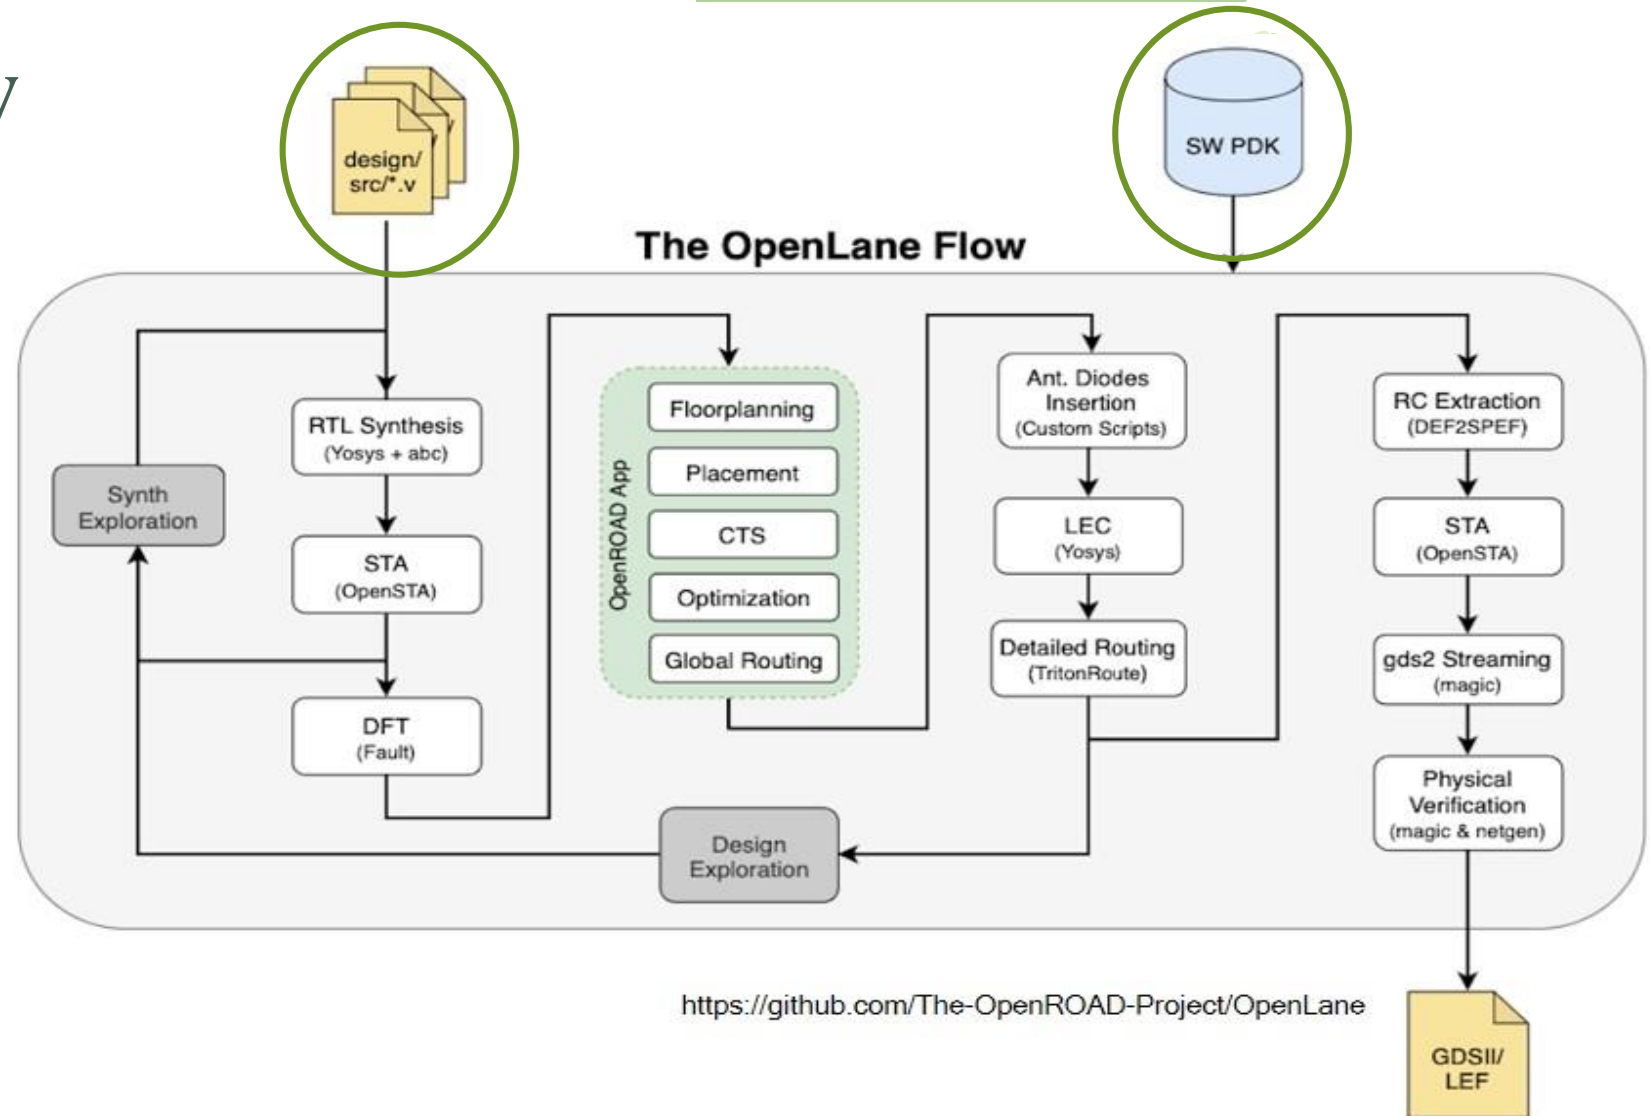 y
design/
src/*.v
SW PDK
The OpenLane Flow
Synth
Exploration
RTL Synthesis
(Yosys + abc)
STA
(OpenSTA)
DFT
(Fault)
OpenROAD App
Floorplanning
Placement
CTS
Optimization
Global Routing
Design
Exploration
Ant. Diodes
Insertion
(Custom Scripts)
LEC
(Yosys)
Detailed Routing
(TritonRoute)
RC Extraction
(DEF2SPEF)
STA
(OpenSTA)
gds2 Streaming
(magic)
Physical
Verification
(magic & netgen)
https://github.com/The-OpenROAD-Project/OpenLane
GDSII/
LEF